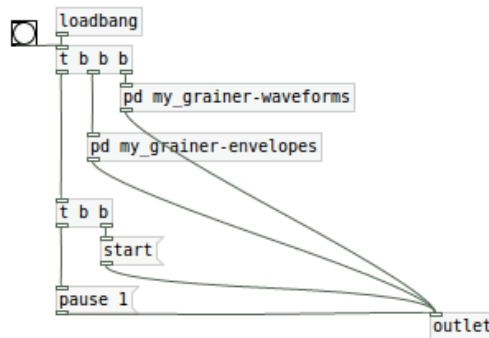 loadbang
t b b b
pd my_grainer-waveforms
pd my_grainer-envelopes
t b b
start
pause 1
outlet